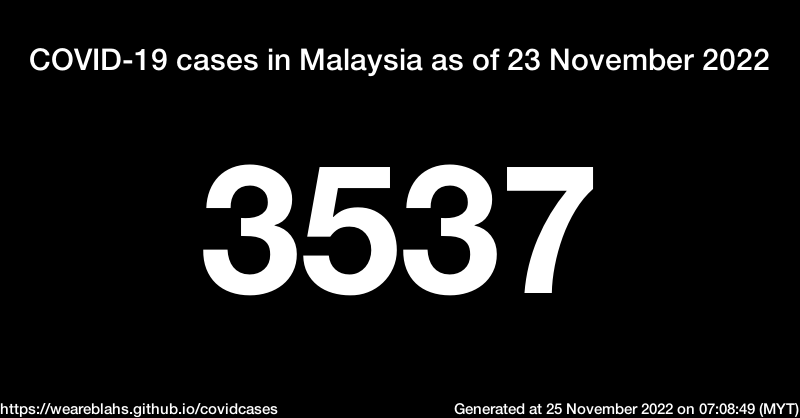 COVID-19 cases in Malaysia as of 23 November 2022
3537
https://weareblahs.github.io/covidcases
Generated at 25 November 2022 on 07:08:49 (MYT)